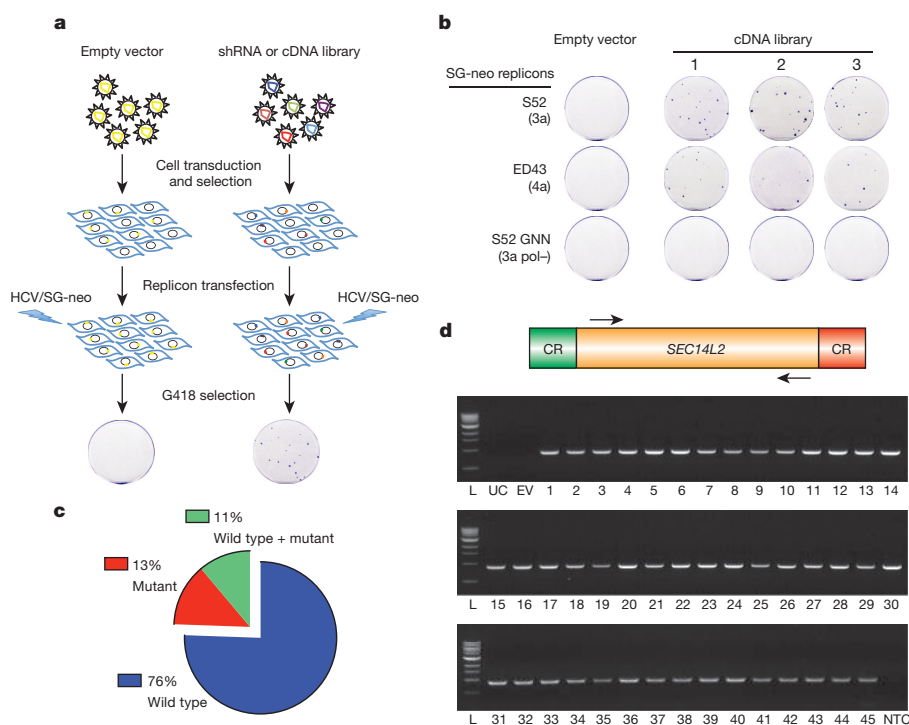 a
Empty vector
shRNA or cDNA library
Cell transduction
and selection
Replicon transfection
HCV/SG-neo
HCV/SG-neo
G418 selection
b
Empty vector
cDNA library
SG-neo replicons
1
2
3
S52
(3a)
ED43
(4a)
S52 GNN
(3a pol–)
c
11%
Wild type + mutant
13%
Mutant
76%
Wild type
d
CR
SEC14L2
CR
L UC EV 1 2 3 4 5 6 7 8 9 10 11 12 13 14
L 15 16 17 18 19 20 21 22 23 24 25 26 27 28 29 30
L 31 32 33 34 35 36 37 38 39 40 41 42 43 44 45 NTC